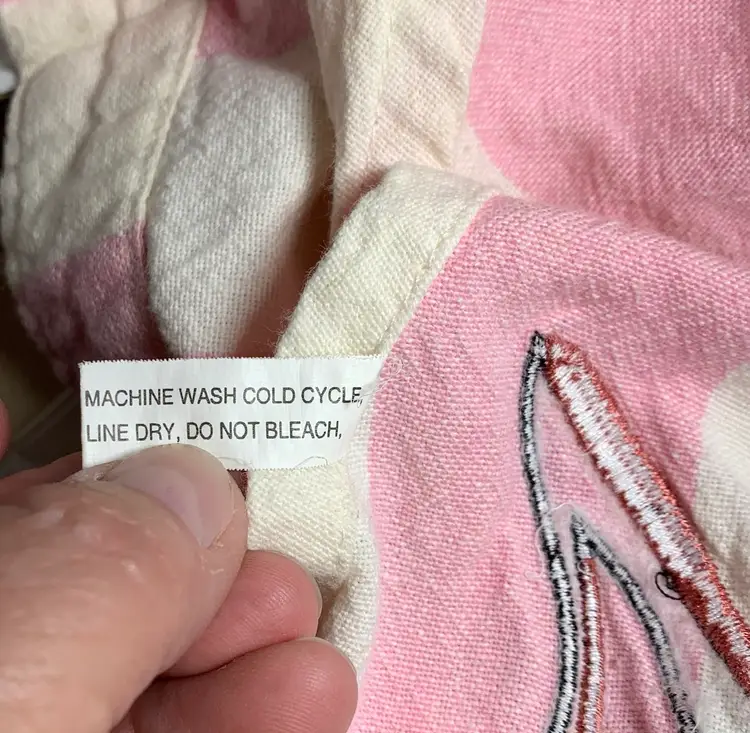 MACHINE WASH COLD CYCLE,
LINE DRY, DO NOT BLEACH,